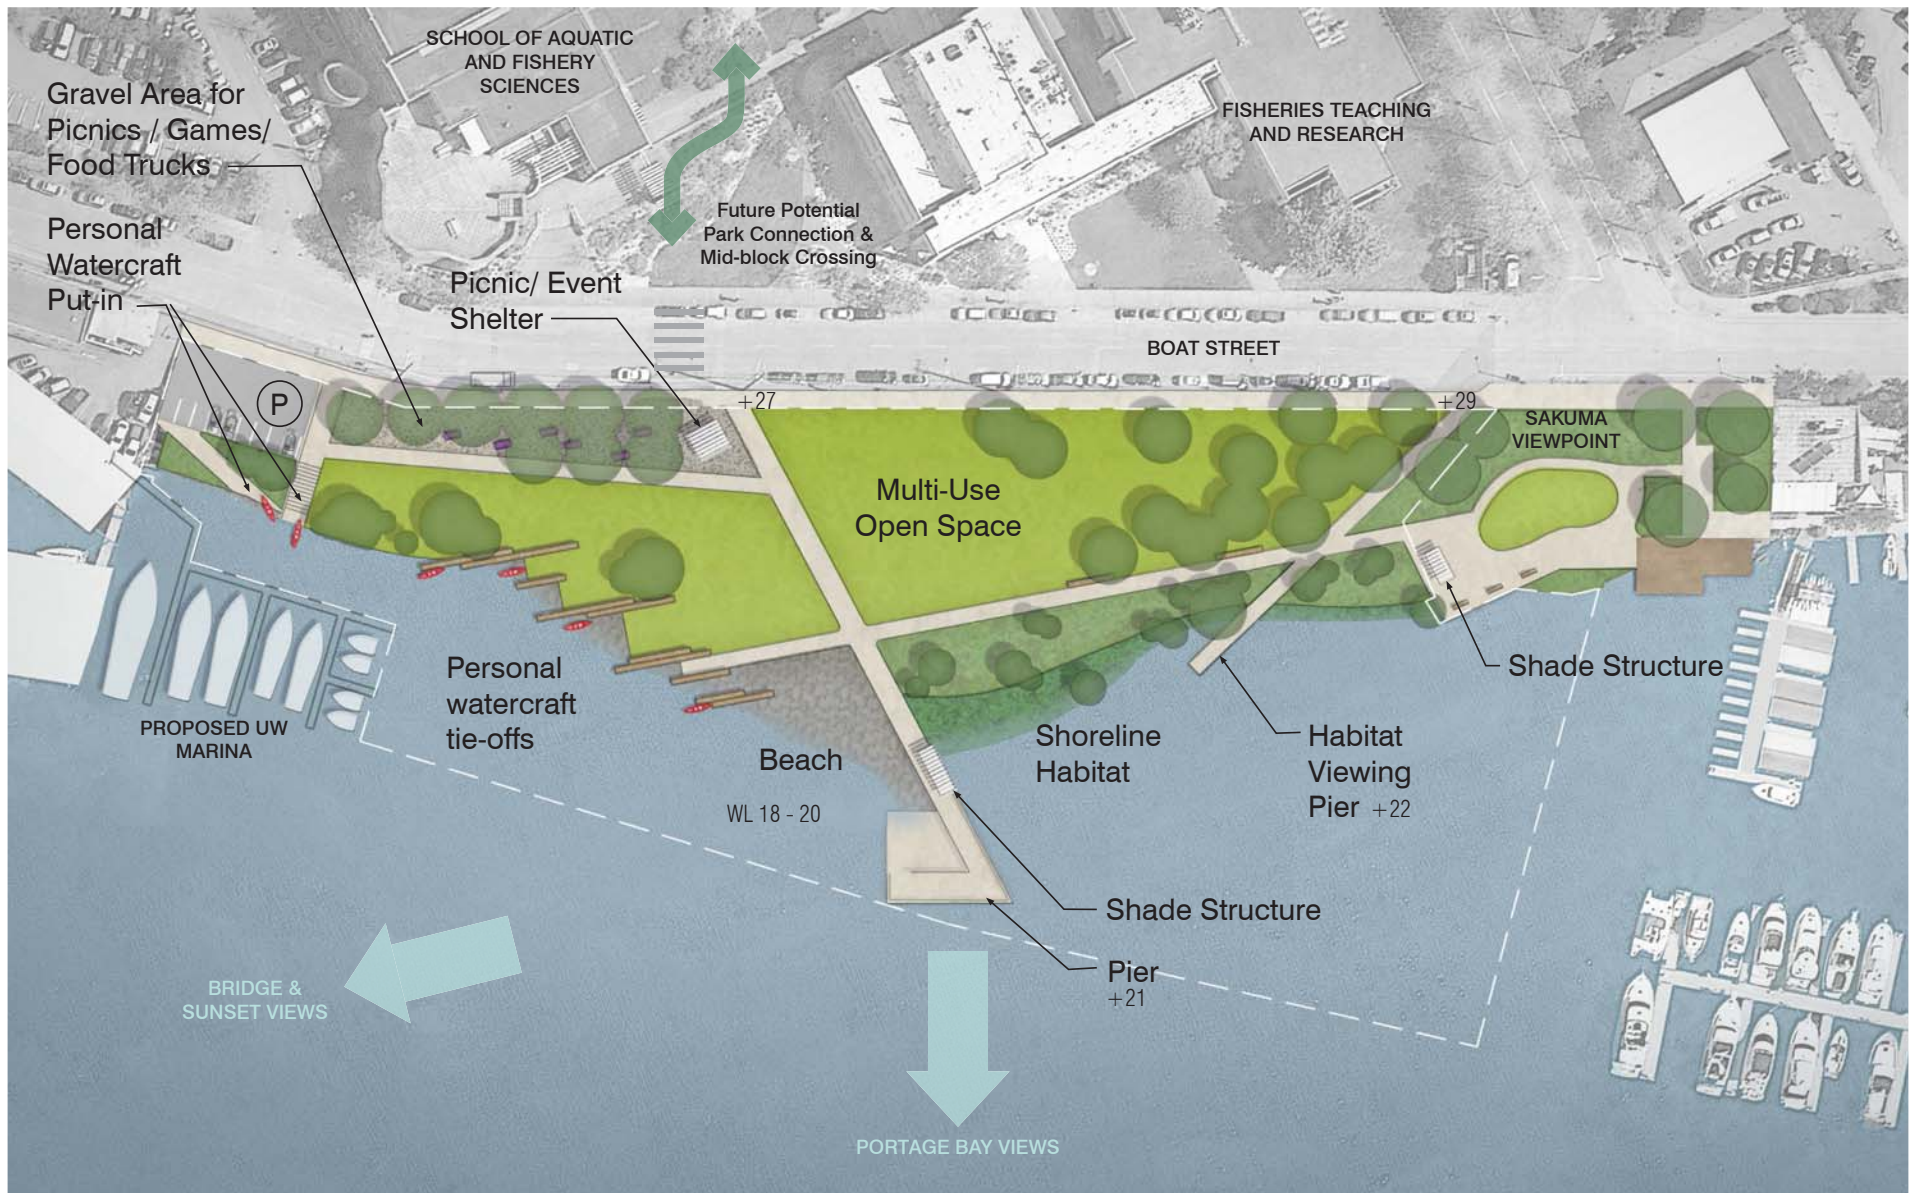 SCHOOL OF AQUATIC
AND FISHERY
SCIENCES
Gravel Area for
Picnics / Games/
Food Trucks
FISHERIES TEACHING
AND RESEARCH
Personal
Watercraft
Put-in
Future Potential
Park Connection &
Mid-block Crossing
Picnic/ Event
Shelter
BOAT STREET
P
+27
+29
SAKUMA
VIEWPOINT
Multi-Use
Open Space
Personal
watercraft
tie-offs
Shade Structure
PROPOSED UW
MARINA
Beach
WL 18 - 20
Shoreline
Habitat
Habitat
Viewing
Pier +22
Shade Structure
Pier
+21
BRIDGE &
SUNSET VIEWS
PORTAGE BAY VIEWS